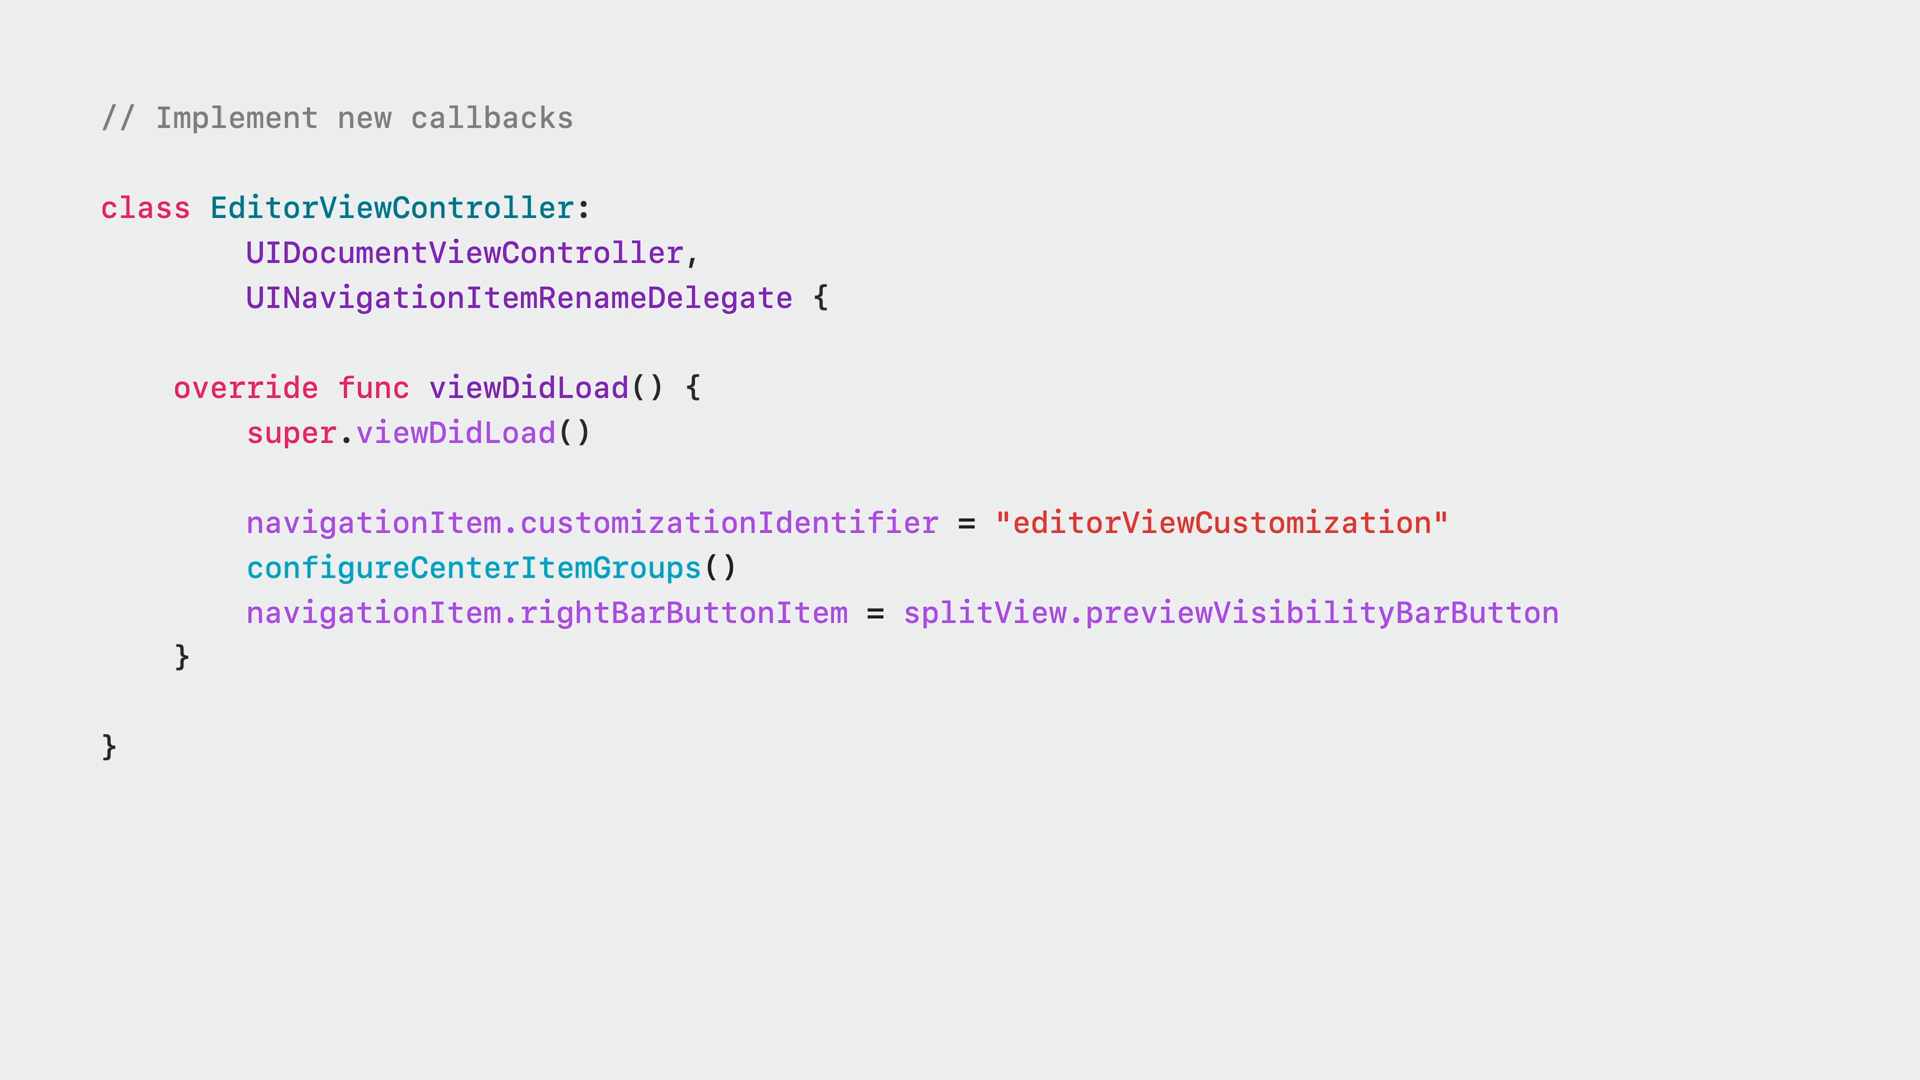 // Implement new callbacks
class EditorViewController:
UIDocumentViewController,
UINavigationItemRenameDelegate {
override func viewDidLoad() {
super.viewDidLoad()
navigationItem.customizationIdentifier = "editorViewCustomization"
configureCenterItemGroups()
navigationItem.rightBarButtonItem = splitView.previewVisibilityBarButton
}
}